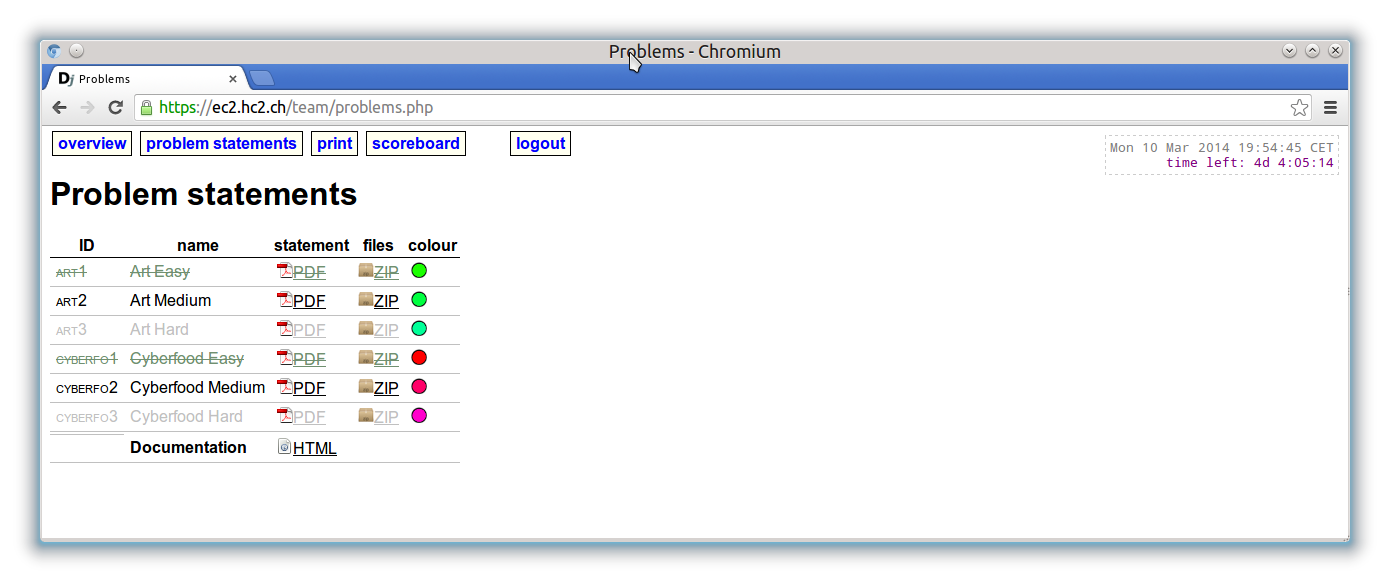 Problems - Chromium
Dj Problems
https://ec2.hc2.ch/team/problems.php
overview problem statements print scoreboard logout
Mon 10 Mar 2014 19:54:45 CET
time left: 4d 4:05:14
Problem statements
ID name statement files colour
ART1 Art Easy PDF ZIP
ART2 Art Medium PDF ZIP
ART3 Art Hard PDF ZIP
CYBERFO1 Cyberfood Easy PDF ZIP
CYBERFO2 Cyberfood Medium PDF ZIP
CYBERFO3 Cyberfood Hard PDF ZIP
Documentation HTML